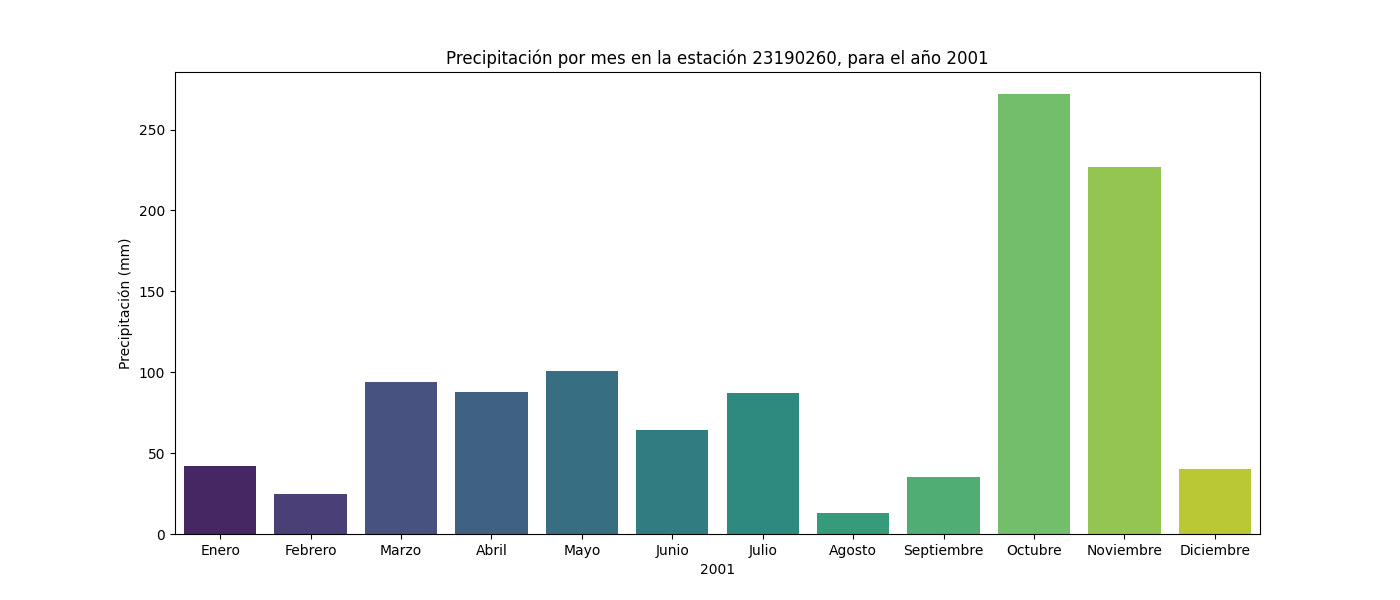 Precipitación por mes en la estación 23190260, para el año 2001
Precipitación (mm)
250
200
150
100
50
0
Enero Febrero Marzo Abril Mayo Junio Julio Agosto Septiembre Octubre Noviembre Diciembre
2001